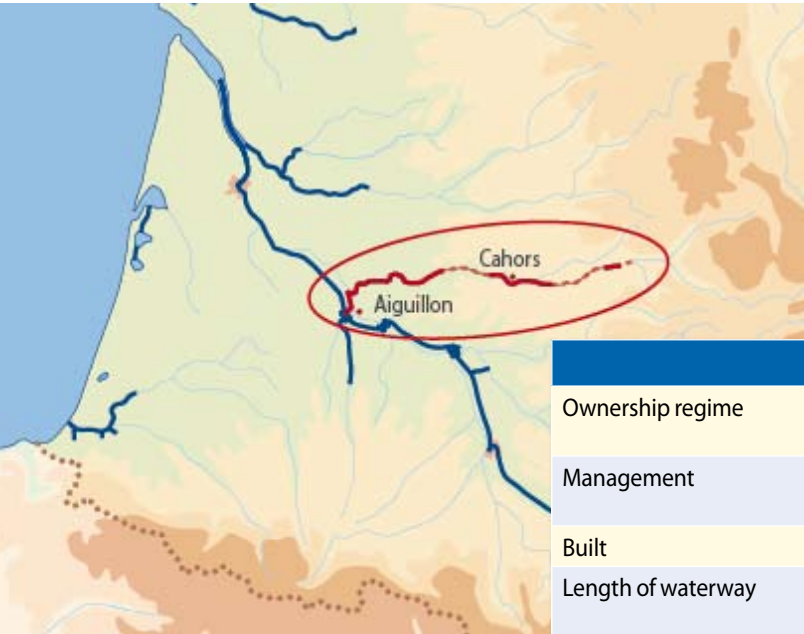 Cahors
Aiguillon
Ownership regime
Management
Built
Length of waterway